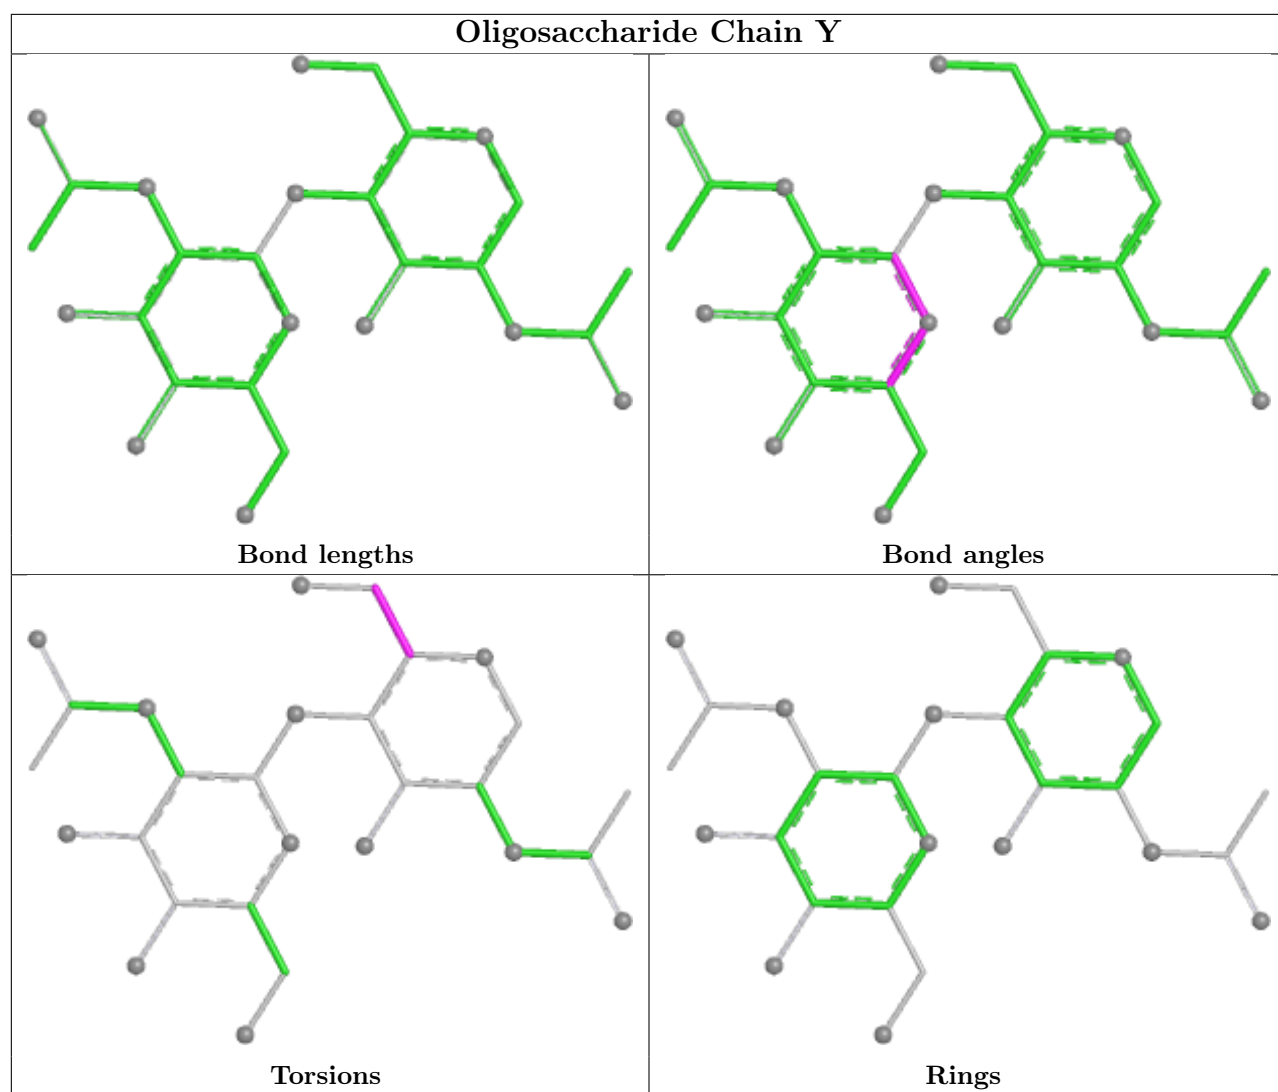 Oligosaccharide Chain Y
Bond lengths
Bond angles
Torsions
Rings